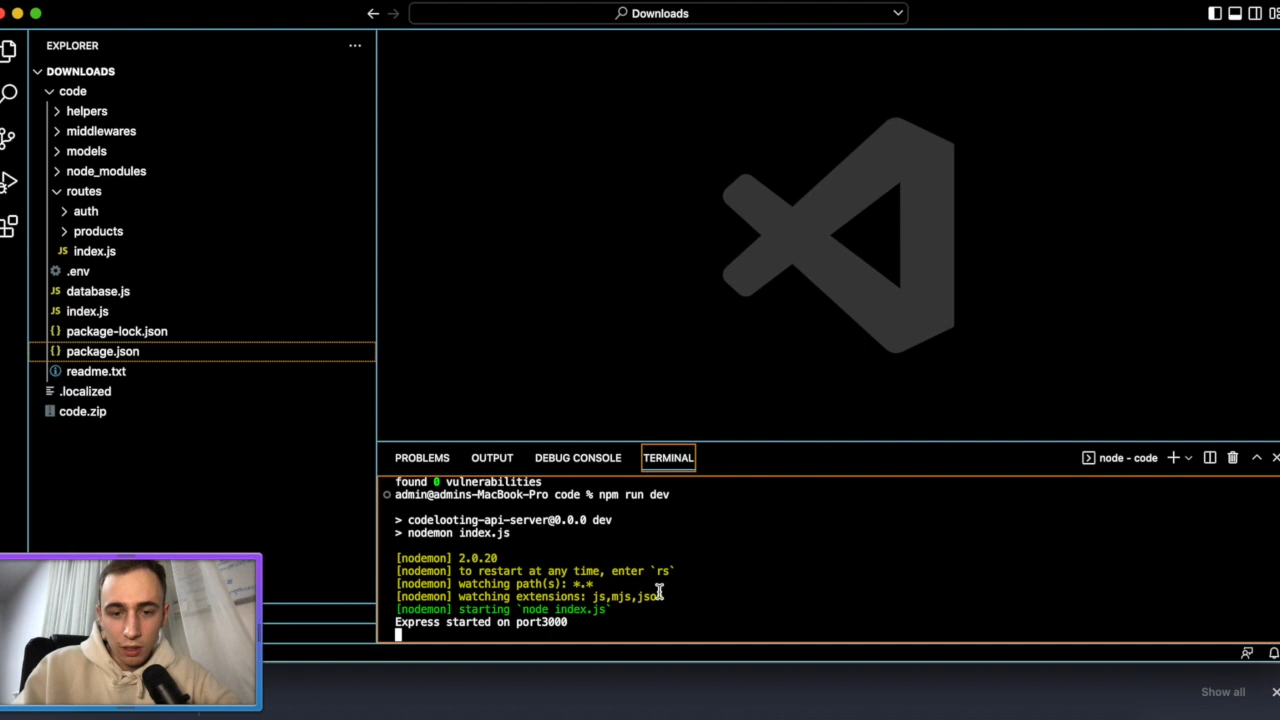 Downloads
EXPLORER
DOWNLOADS
code
helpers
middlewares
models
node_modules
routes
auth
products
JS index.js
.env
JS database.js
JS index.js
{} package-lock.json
{} package.json
readme.txt
.localized
code.zip
PROBLEMS OUTPUT DEBUG CONSOLE TERMINAL
node - code
found 0 vulnerabilities
admin@admins-MacBook-Pro code % npm run dev
> codelooting-api-server@0.0.0 dev
> nodemon index.js
[nodemon] 2.0.20
[nodemon] to restart at any time, enter `rs`
[nodemon] watching path(s): *.*
[nodemon] watching extensions: js,mjs,json
[nodemon] starting `node index.js`
Express started on port3000
Show all